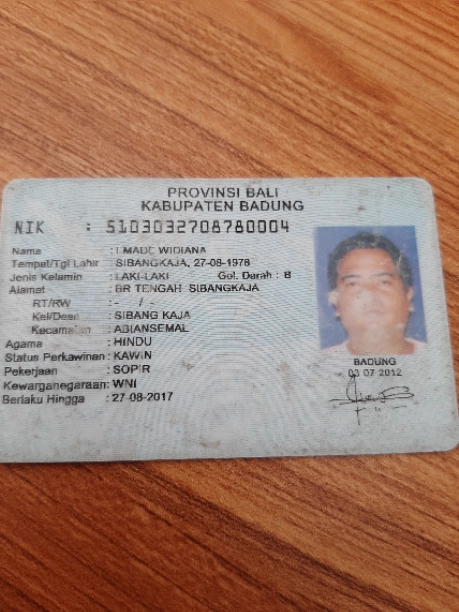 PROVINSI BALI
KABUPATEN BADUNG
NIK : 5103032708780004
Nama : I MADE WIDIANA
Tempat/Tgl Lahir : SIBANGKAJA, 27-08-1978
Jenis Kelamin : LAKI-LAKI Gol. Darah : B
Alamat : BR TENGAH SIBANGKAJA
RT/RW : - / -
Kel/Desa : SIBANG KAJA
Kecamatan : ABIANSEMAL
Agama : HINDU
Status Perkawinan : KAWIN
Pekerjaan : SOPIR
Kewarganegaraan : WNI
Berlaku Hingga : 27-08-2017
BADUNG
03 07 2012